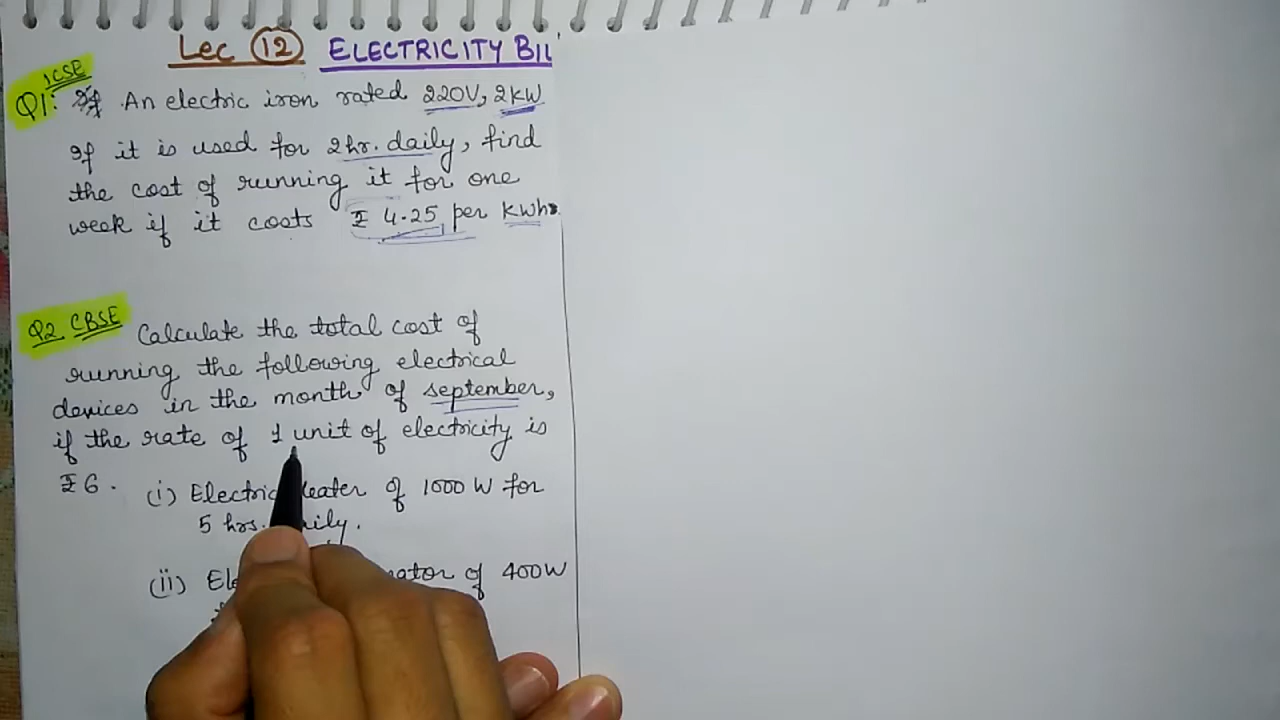 Lec 12 ELECTRICITY BIL
ICSE
Q1: An electric iron rated 220V, 2kW
If it is used for 2hr. daily, find
the cost of running it for one
week if it costs ₹ 4.25 per kWh.
Q2 CBSE Calculate the total cost of
running the following electrical
devices in the month of september,
if the rate of 1 unit of electricity is
₹ 6. (i) Electric heater of 1000 W for
5 hrs. daily.
(ii) of 400W